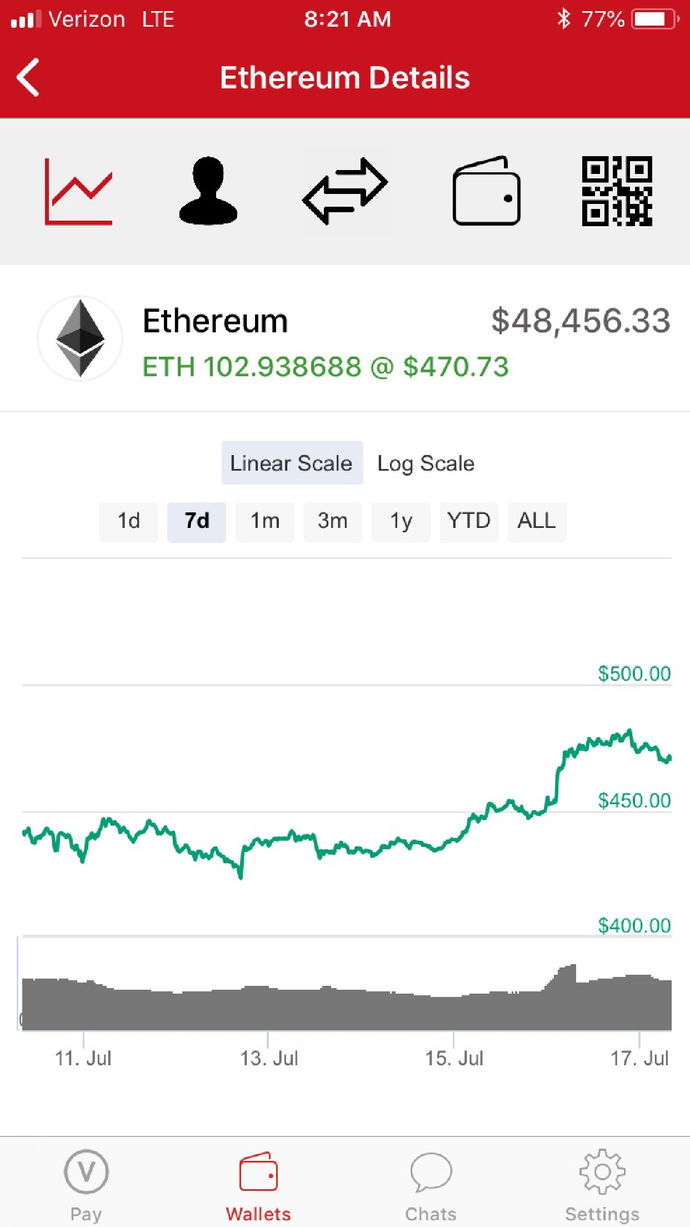 Verizon LTE 8:21 AM 77%
Ethereum Details
Ethereum $48,456.33
ETH 102.938688 @ $470.73
Linear Scale Log Scale
1d 7d 1m 3m 1y YTD ALL
$500.00
$450.00
$400.00
11. Jul 13. Jul 15. Jul 17. Jul
V
Pay Wallets Chats Settings